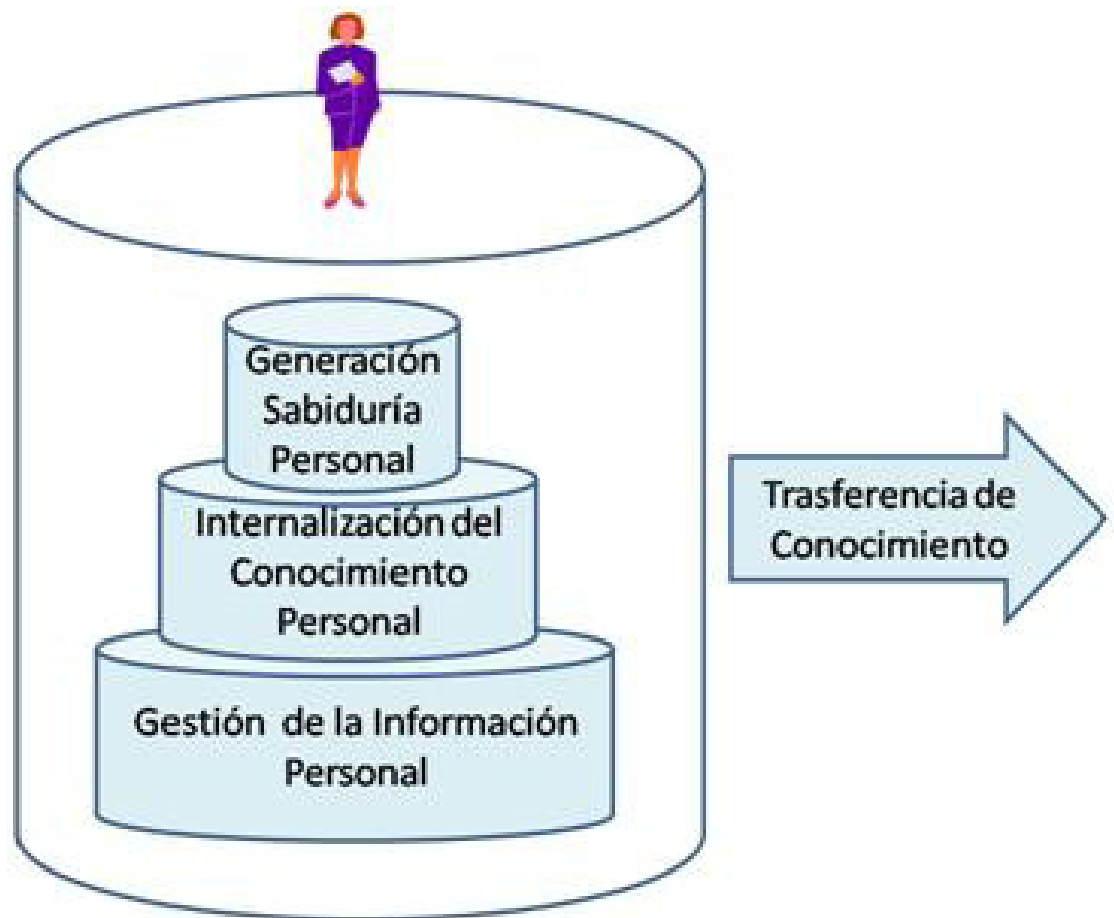 Generación
Sabiduría
Personal
Internalización del
Conocimiento
Personal
Gestión de la Información
Personal
Trasferencia de
Conocimiento